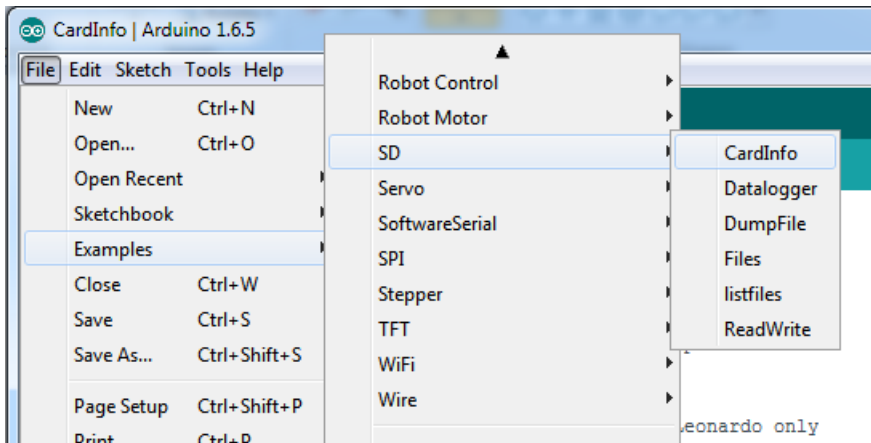 CardInfo | Arduino 1.6.5
File Edit Sketch Tools Help
New Ctrl+N
Open... Ctrl+O
Open Recent
Sketchbook
Examples
Close Ctrl+W
Save Ctrl+S
Save As... Ctrl+Shift+S
Page Setup Ctrl+Shift+P
Print Ctrl+P
Robot Control
Robot Motor
SD
Servo
SoftwareSerial
SPI
Stepper
TFT
WiFi
Wire
CardInfo
Datalogger
DumpFile
Files
listfiles
ReadWrite
Leonardo only